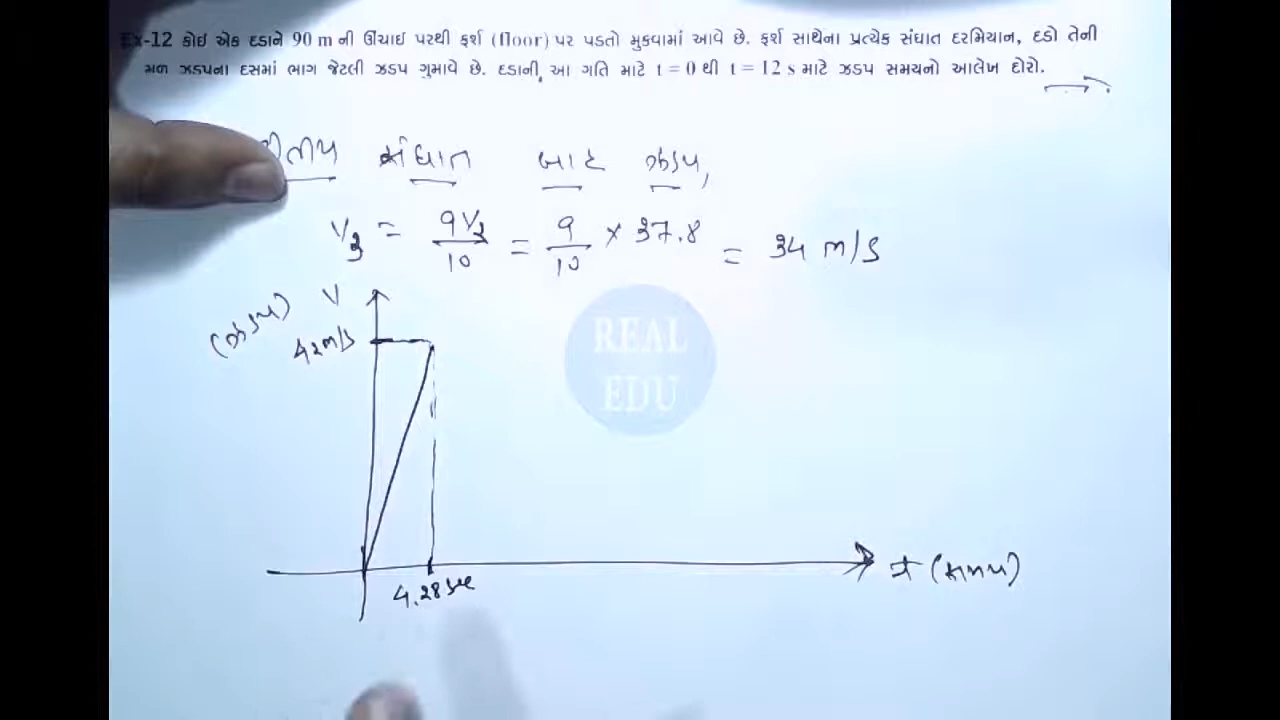 Ex-12 કોઇ એક દડાને 90 m ની ઊંચાઇ પરથી ફર્શ (floor) પર પડતો મુકવામાં આવે છે. ફર્શ સાથેના પ્રત્યેક સંઘાત દરમિયાન, દડો તેની
મળ ઝડપના દસમાં ભાગ જેટલી ઝડપ ગુમાવે છે. દડાની આ ગતિ માટે t = 0 થી t = 12 s માટે ઝડપ સમયનો આલેખ દોરો.
સંઘાત બાદ ઝડપ,
V3 = 9V2/10 = 9/10 × 37.8 = 34 m/s
(ઝડપ) V
42m/s
REAL
EDU
4.28 sec
t (સમય)